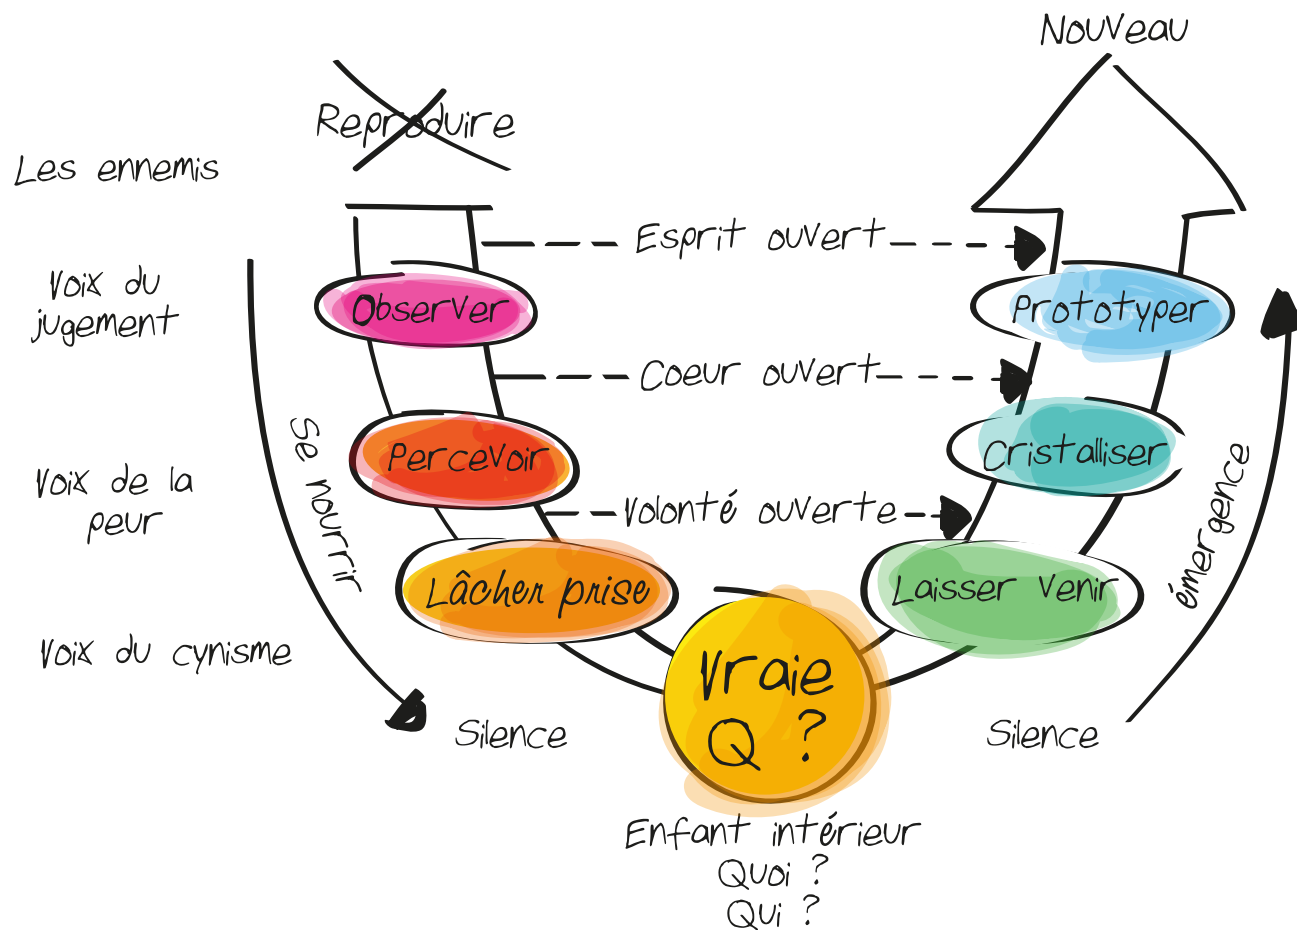 Nouveau
Reproduire
Les ennemis
Esprit ouvert
Voix du
jugement
Observer
Prototyper
Coeur ouvert
Se nourrir
Percevoir
Cristalliser
émergence
Voix de la
peur
Volonté ouverte
Lâcher prise
Laisser venir
Voix du cynisme
Vraie
Q ?
Silence
Silence
Enfant intérieur
Quoi ?
Qui ?